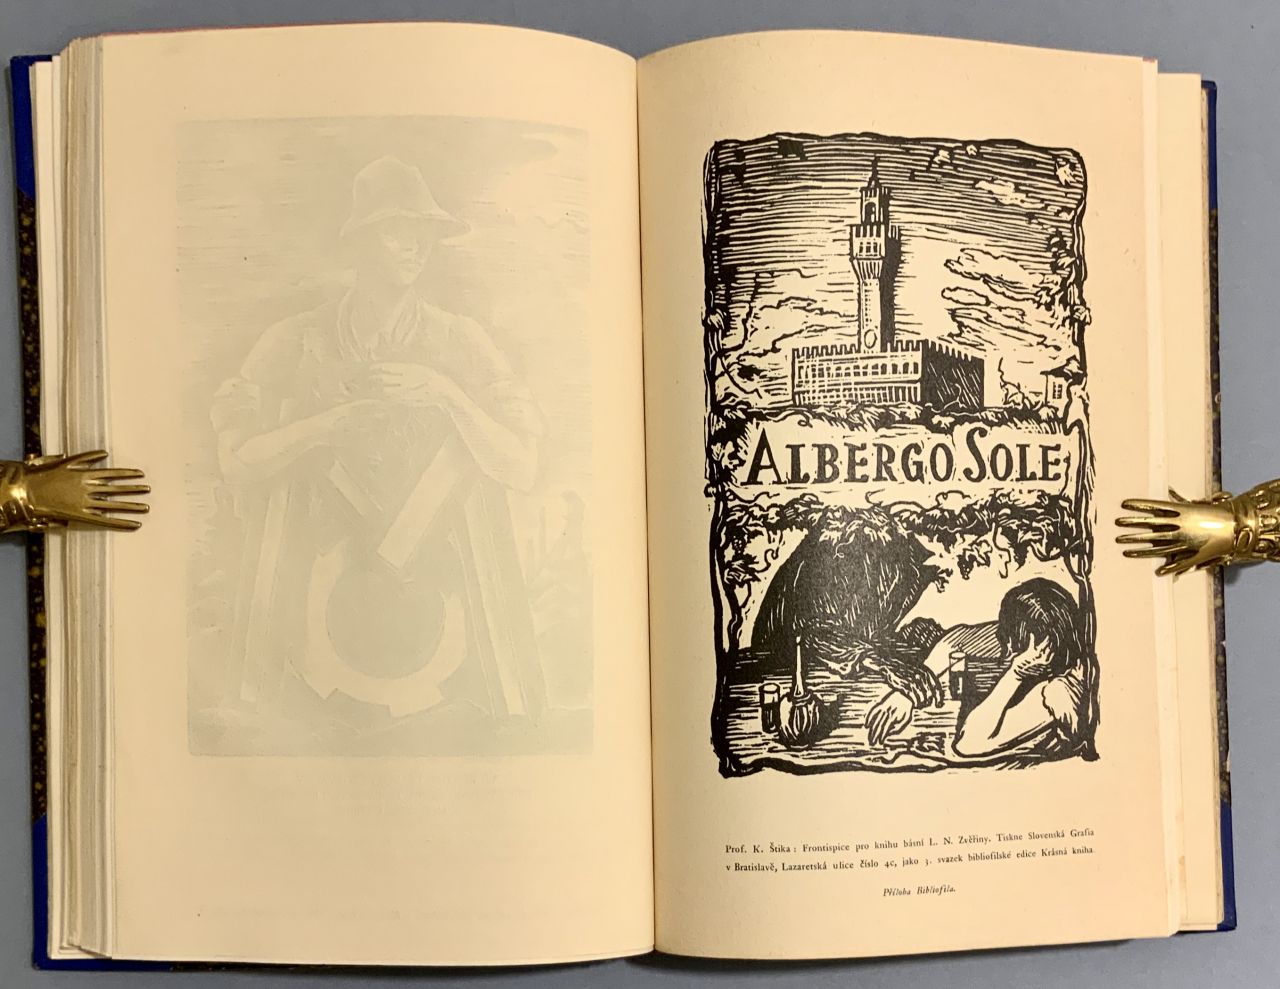 ALBERGO SOLE
Prof. K. Štika: Frontispice pro knihu básní L. N. Zvěřiny. Tiskne Slovenská Grafia
v Bratislavě, Lazaretská ulice číslo 4c, jako 3. svazek bibliofilské edice Krásná kniha.
Příloha Bibliofila.